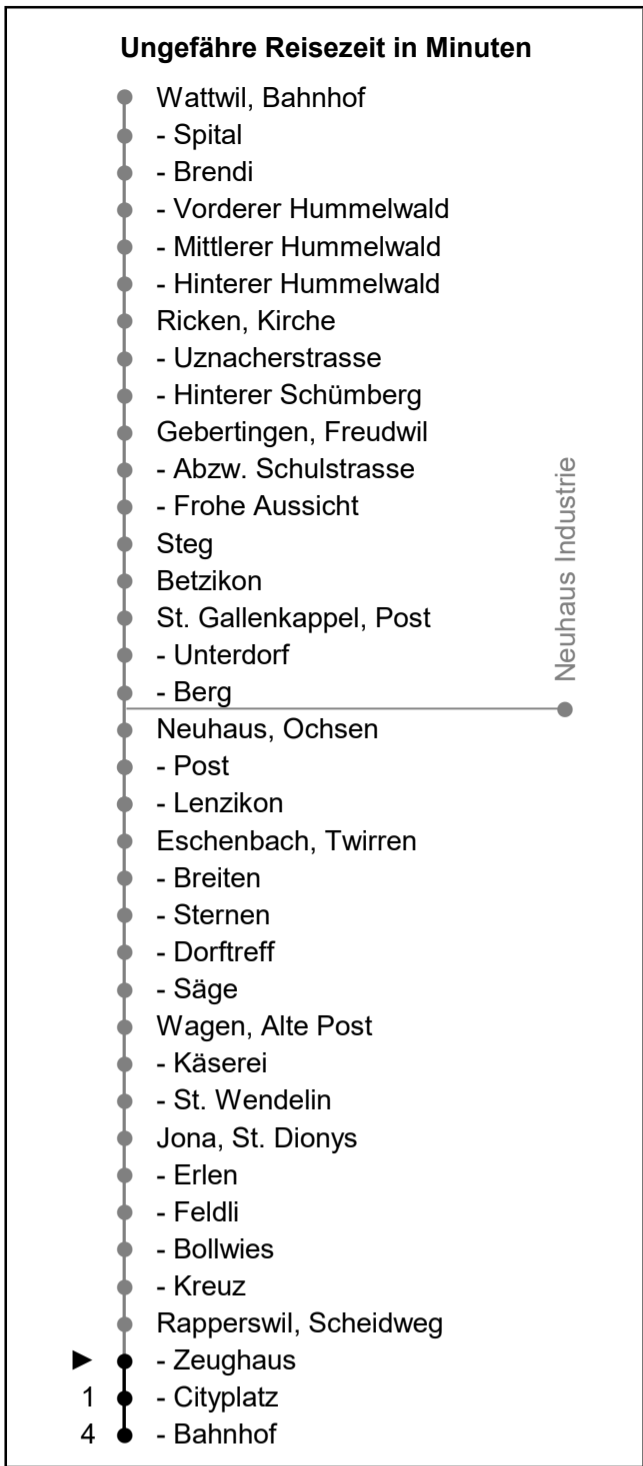 Ungefähre Reisezeit in Minuten
Wattwil, Bahnhof
- Spital
- Brendi
- Vorderer Hummelwald
- Mittlerer Hummelwald
- Hinterer Hummelwald
Ricken, Kirche
- Uznacherstrasse
- Hinterer Schümberg
Gebertingen, Freudwil
- Abzw. Schulstrasse
- Frohe Aussicht
Steg
Betzikon
St. Gallenkappel, Post
- Unterdorf
- Berg
Neuhaus Industrie
Neuhaus, Ochsen
- Post
- Lenzikon
Eschenbach, Twirren
- Breiten
- Sternen
- Dorftreff
- Säge
Wagen, Alte Post
- Käserei
- St. Wendelin
Jona, St. Dionys
- Erlen
- Feldli
- Bollwies
- Kreuz
Rapperswil, Scheidweg
► - Zeughaus
1 - Cityplatz
4 - Bahnhof